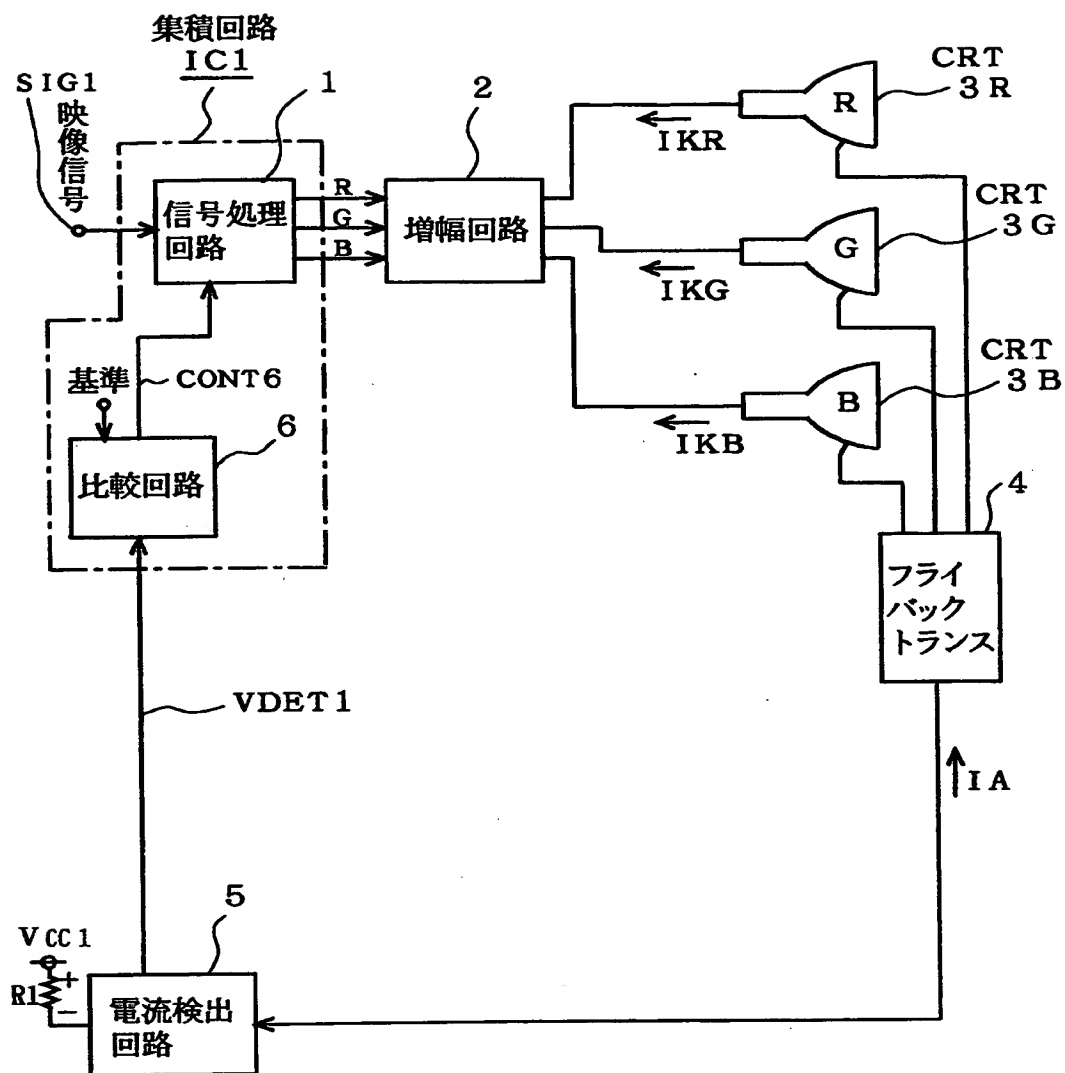 集積回路
IC1
SIG1
映像信号
1
信号処理
回路
R
G
B
2
増幅回路
IKR
IKG
IKB
R
CRT
3R
G
CRT
3G
B
CRT
3B
基準
CONT6
6
比較回路
4
フライ
バック
トランス
VDET1
IA
5
VCC1
R1
+
−
電流検出
回路